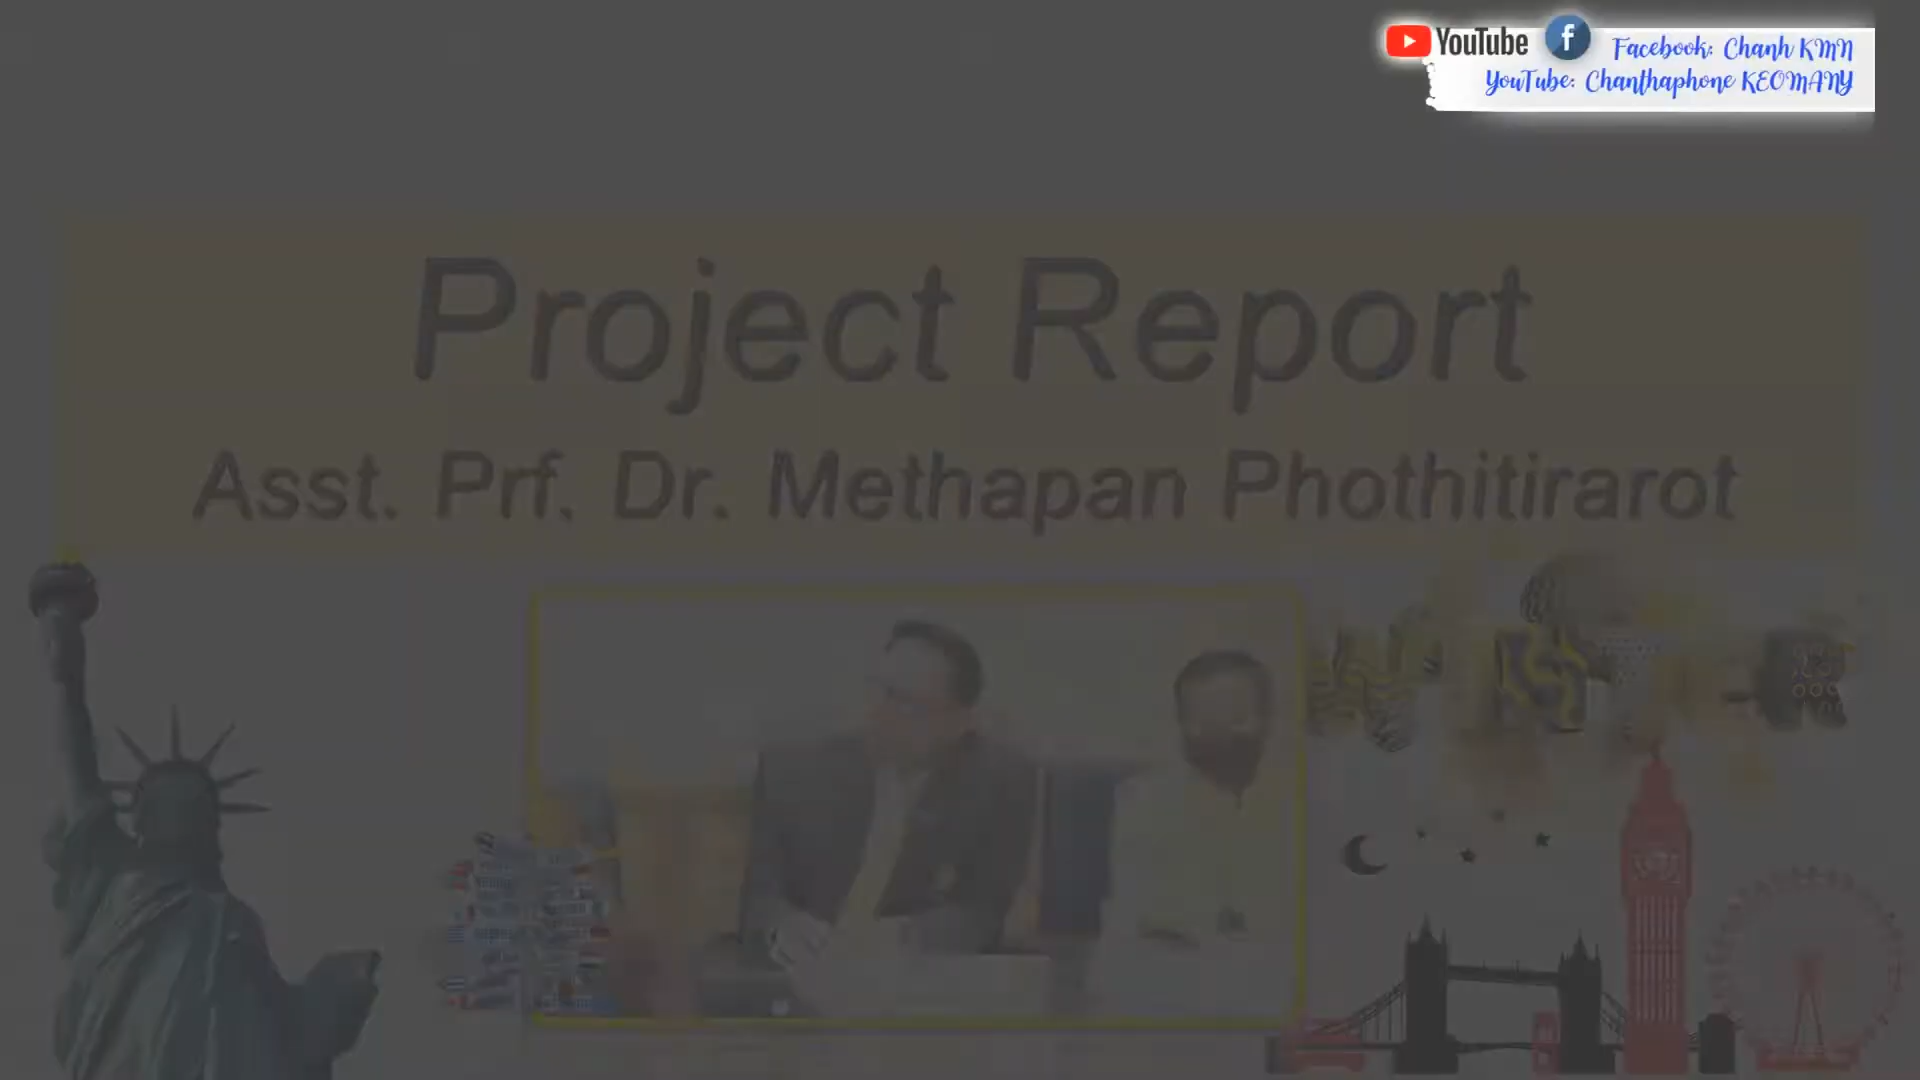 YouTube
Facebook: Chanh KMN
YouTube: Chanthaphone KEOMANY
Project Report
Asst. Prf. Dr. Methapan Phothitirarot